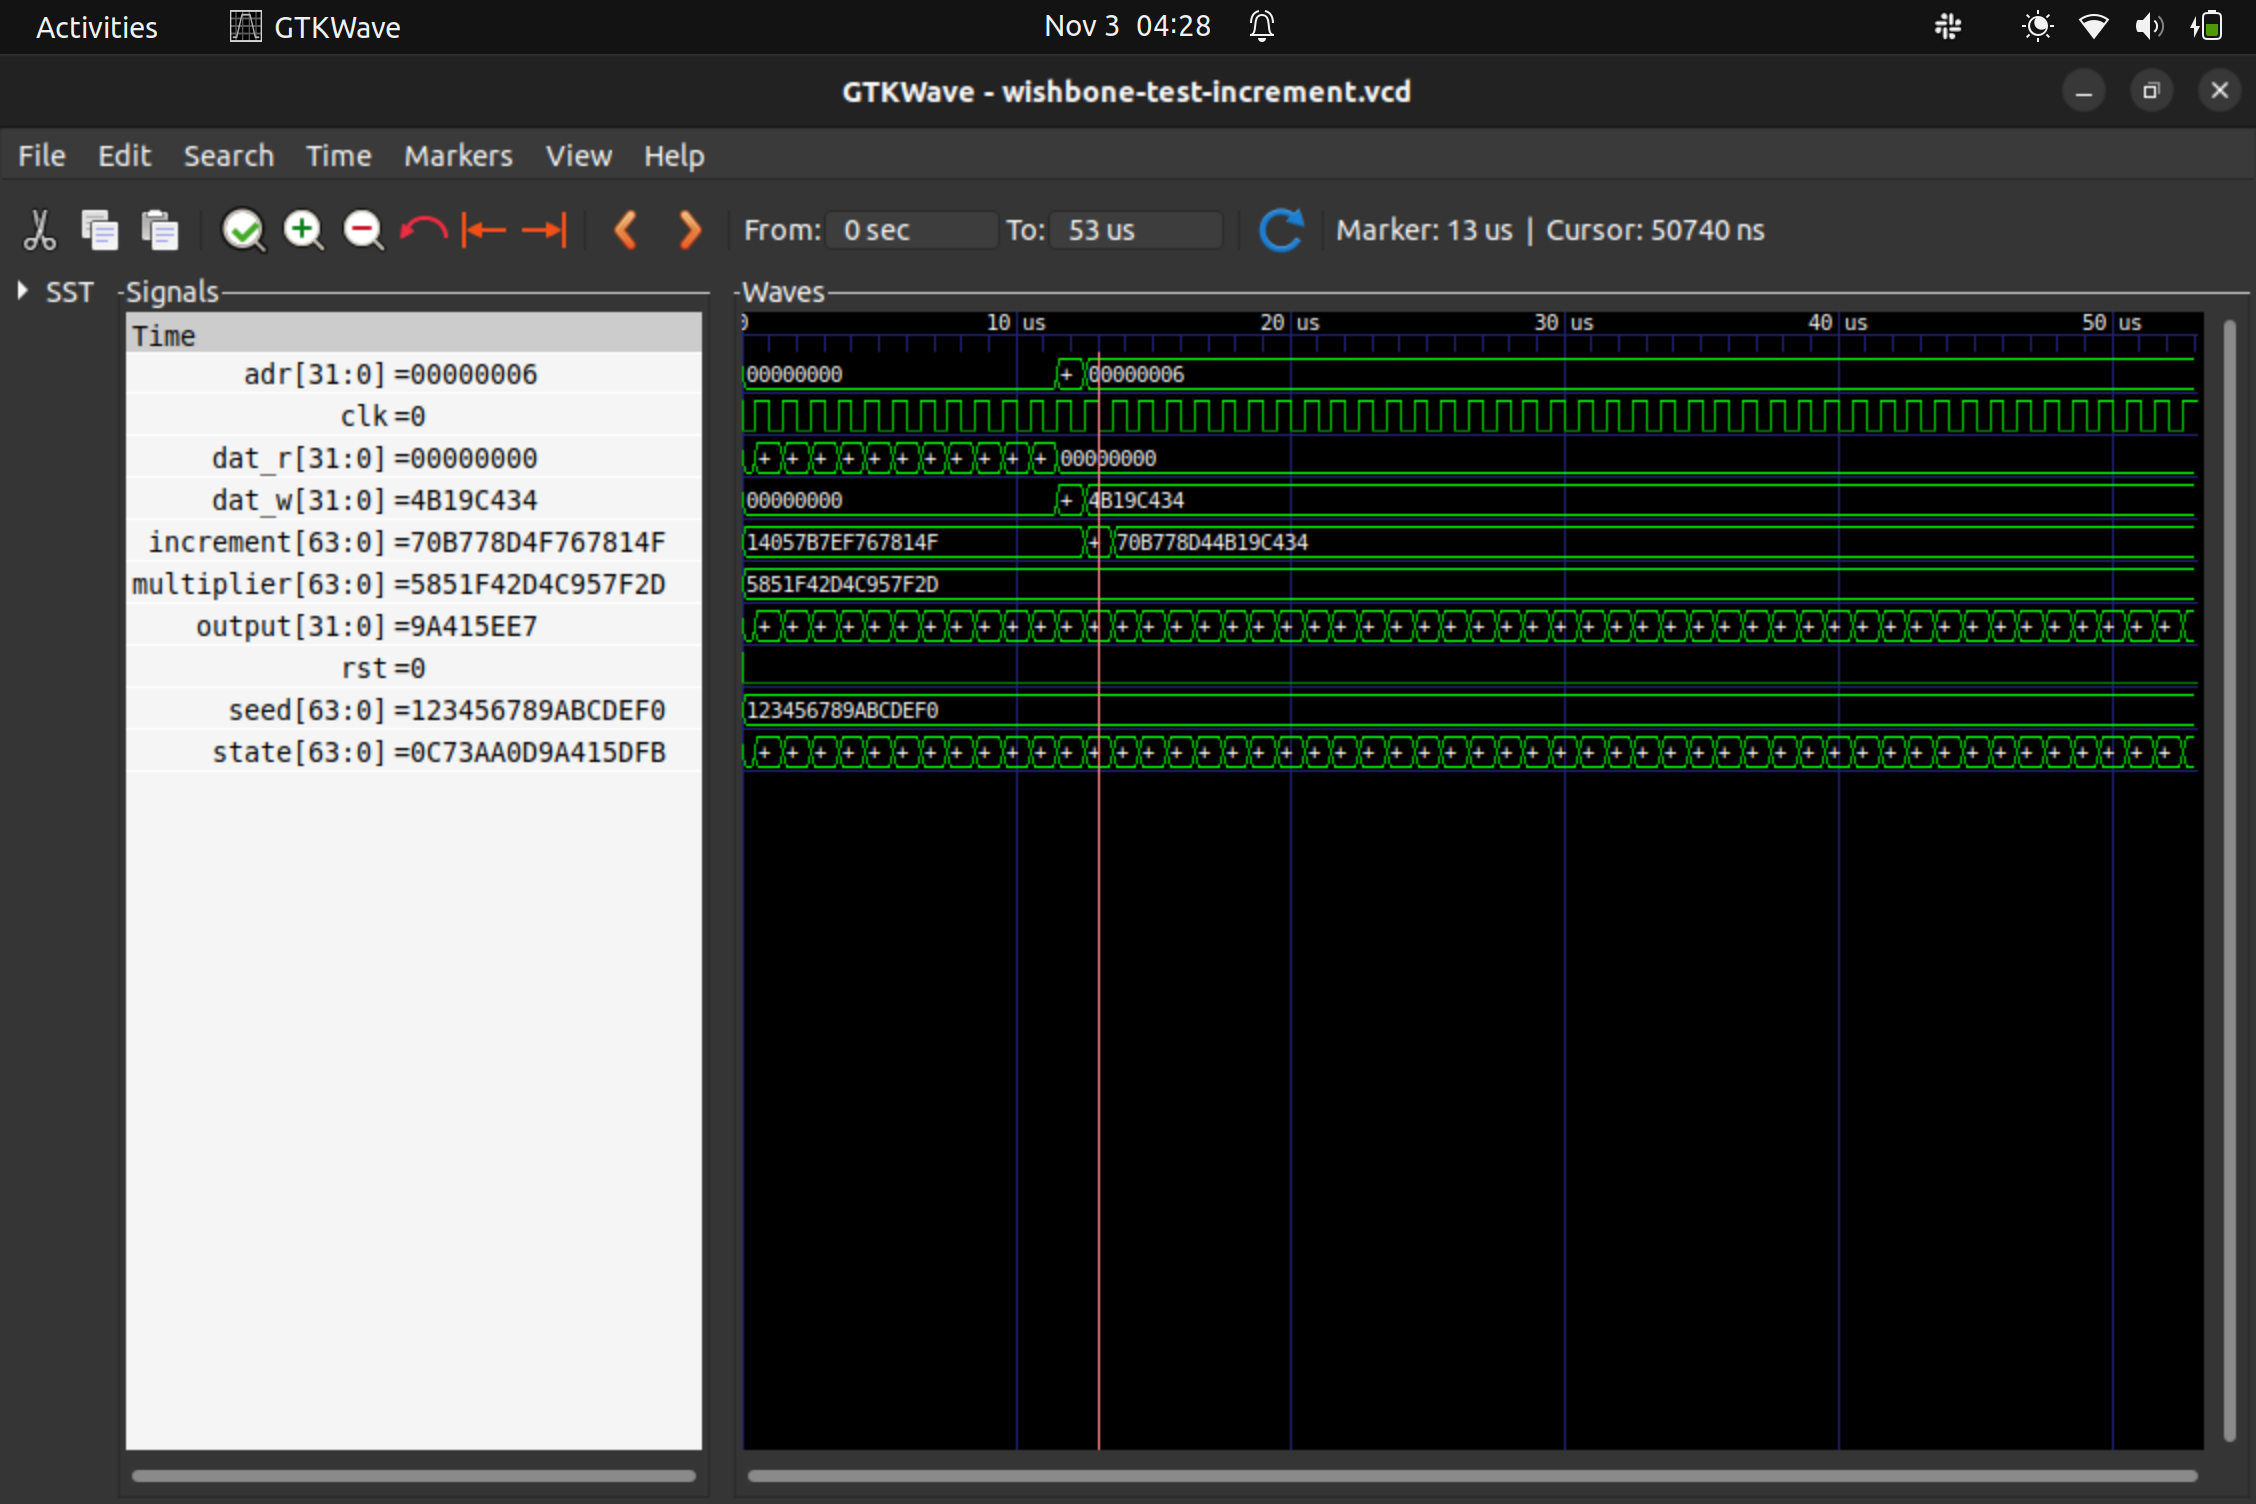 Activities GTKWave Nov 3 04:28
GTKWave - wishbone-test-increment.vcd
File Edit Search Time Markers View Help
From: 0 sec To: 53 us Marker: 13 us | Cursor: 50740 ns
SST Signals Waves
Time 0 10 us 20 us 30 us 40 us 50 us
adr[31:0] =00000006 00000000 + 00000006
clk =0
dat_r[31:0] =00000000 + + + + + + + + + + + 00000000
dat_w[31:0] =4B19C434 00000000 + 4B19C434
increment[63:0] =70B778D4F767814F 14057B7EF767814F + 70B778D44B19C434
multiplier[63:0] =5851F42D4C957F2D 5851F42D4C957F2D
output[31:0] =9A415EE7 + + + + + + + + + + + + + + + + + + + + + + + + + + + + + + + + + + + + + + + + + + + + + + + + + + + +
rst =0
seed[63:0] =123456789ABCDEF0 123456789ABCDEF0
state[63:0] =0C73AA0D9A415DFB + + + + + + + + + + + + + + + + + + + + + + + + + + + + + + + + + + + + + + + + + + + + + + + + + + + +